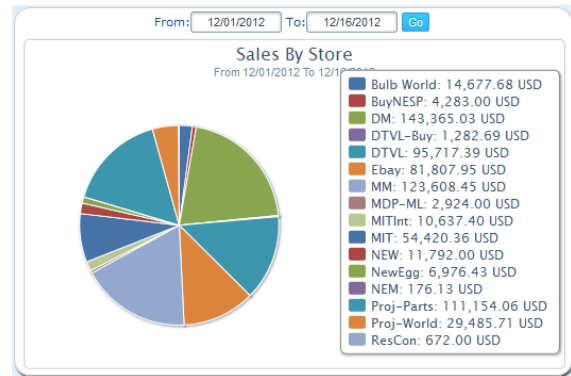 From: 12/01/2012 To: 12/16/2012 Go
Sales By Store
From 12/01/2012 To
Bulb World: 14,677.68 USD
BuyNESP: 4,283.00 USD
DM: 143,365.03 USD
DTVL-Buy: 1,282.69 USD
DTVL: 95,717.39 USD
Ebay: 81,807.95 USD
MM: 123,608.45 USD
MDP-ML: 2,924.00 USD
MITInt: 10,637.40 USD
MIT: 54,420.36 USD
NEW: 11,792.00 USD
NewEgg: 6,976.43 USD
NEM: 176.13 USD
Proj-Parts: 111,154.06 USD
Proj-World: 29,485.71 USD
ResCon: 672.00 USD